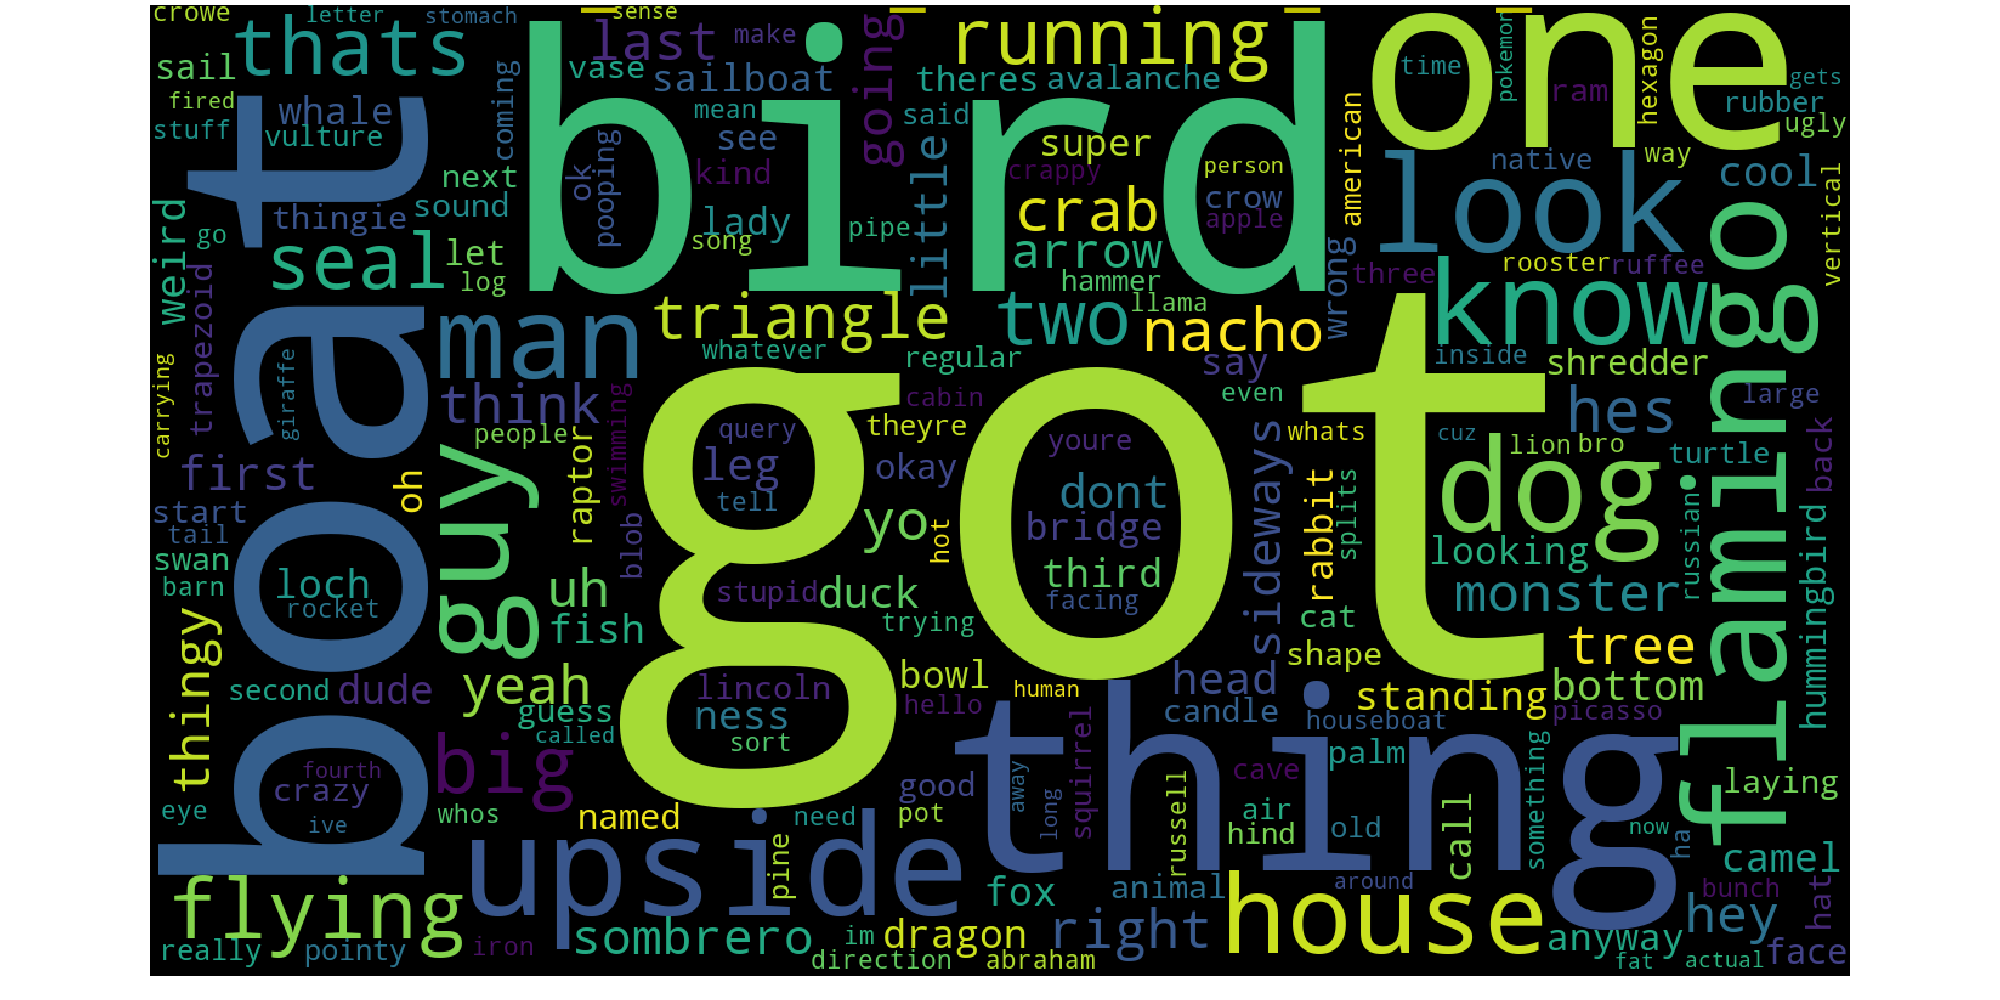 crowe
letter
stomach
sense
thats
last
make
running
one
sail
vase
sailboat
going
theres
avalanche
time
pokemon
gets
fired
whale
coming
bird
mean
said
ram
hexagon
rubber
stuff
vulture
see
super
american
look
native
way
ugly
boat
next
ok
pooping
kind
little
crappy
person
cool
thingie
sound
lady
crab
crow
apple
vertical
weird
go
seal
let
song
pipe
arrow
wrong
rooster
ruffee
flamingo
log
hammer
three
trapezoid
man
triangle
two
llama
nacho
know
whatever
regular
say
inside
shredder
carrying
giraffe
think
swimming
cabin
even
hes
large
people
query
theyre
youre
whats
cuz
lion
bro
first
oh
guy
raptor
leg
okay
sideways
dog
turtle
back
start
tell
got
dont
rabbit
splits
looking
russian
hummingbird
tail
blob
yo
hot
bridge
swan
third
barn
loch
uh
stupid
duck
facing
monster
rocket
fish
trying
cat
thingy
shape
tree
second
dude
yeah
lincoln
bowl
human
head
standing
bottom
guess
ness
hello
candle
houseboat
picasso
called
sort
big
squirrel
thing
palm
something
fourth
cave
laying
crazy
good
away
long
eye
ive
whos
named
need
pot
russell
air
hind
old
call
now
ha
upside
pine
camel
flying
fox
animal
around
house
bunch
hat
sombrero
dragon
right
hey
really
pointy
iron
im
direction
abraham
anyway
fat
actual
face